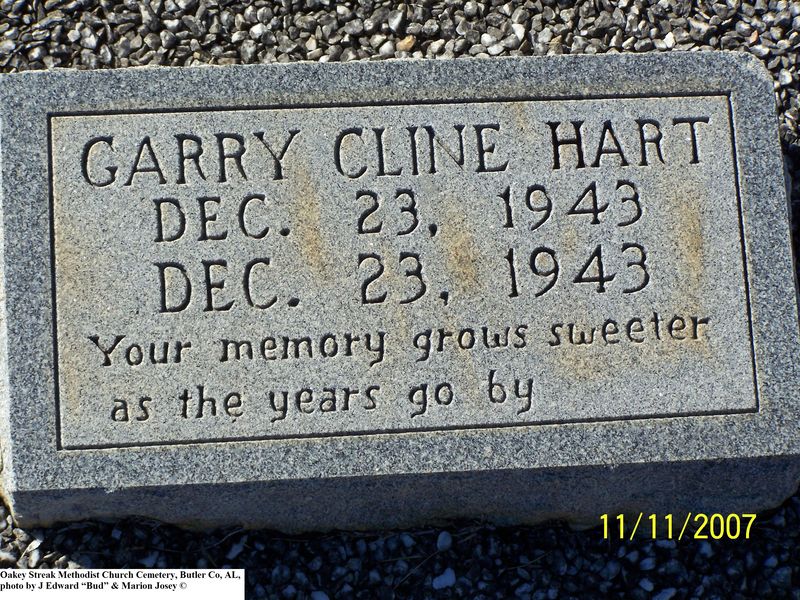 GARRY CLINE HART
DEC. 23, 1943
DEC. 23, 1943
Your memory grows sweeter
as the years go by
11/11/2007
Oakey Streak Methodist Church Cemetery, Butler Co, AL,
photo by J Edward “Bud” & Marion Josey ©